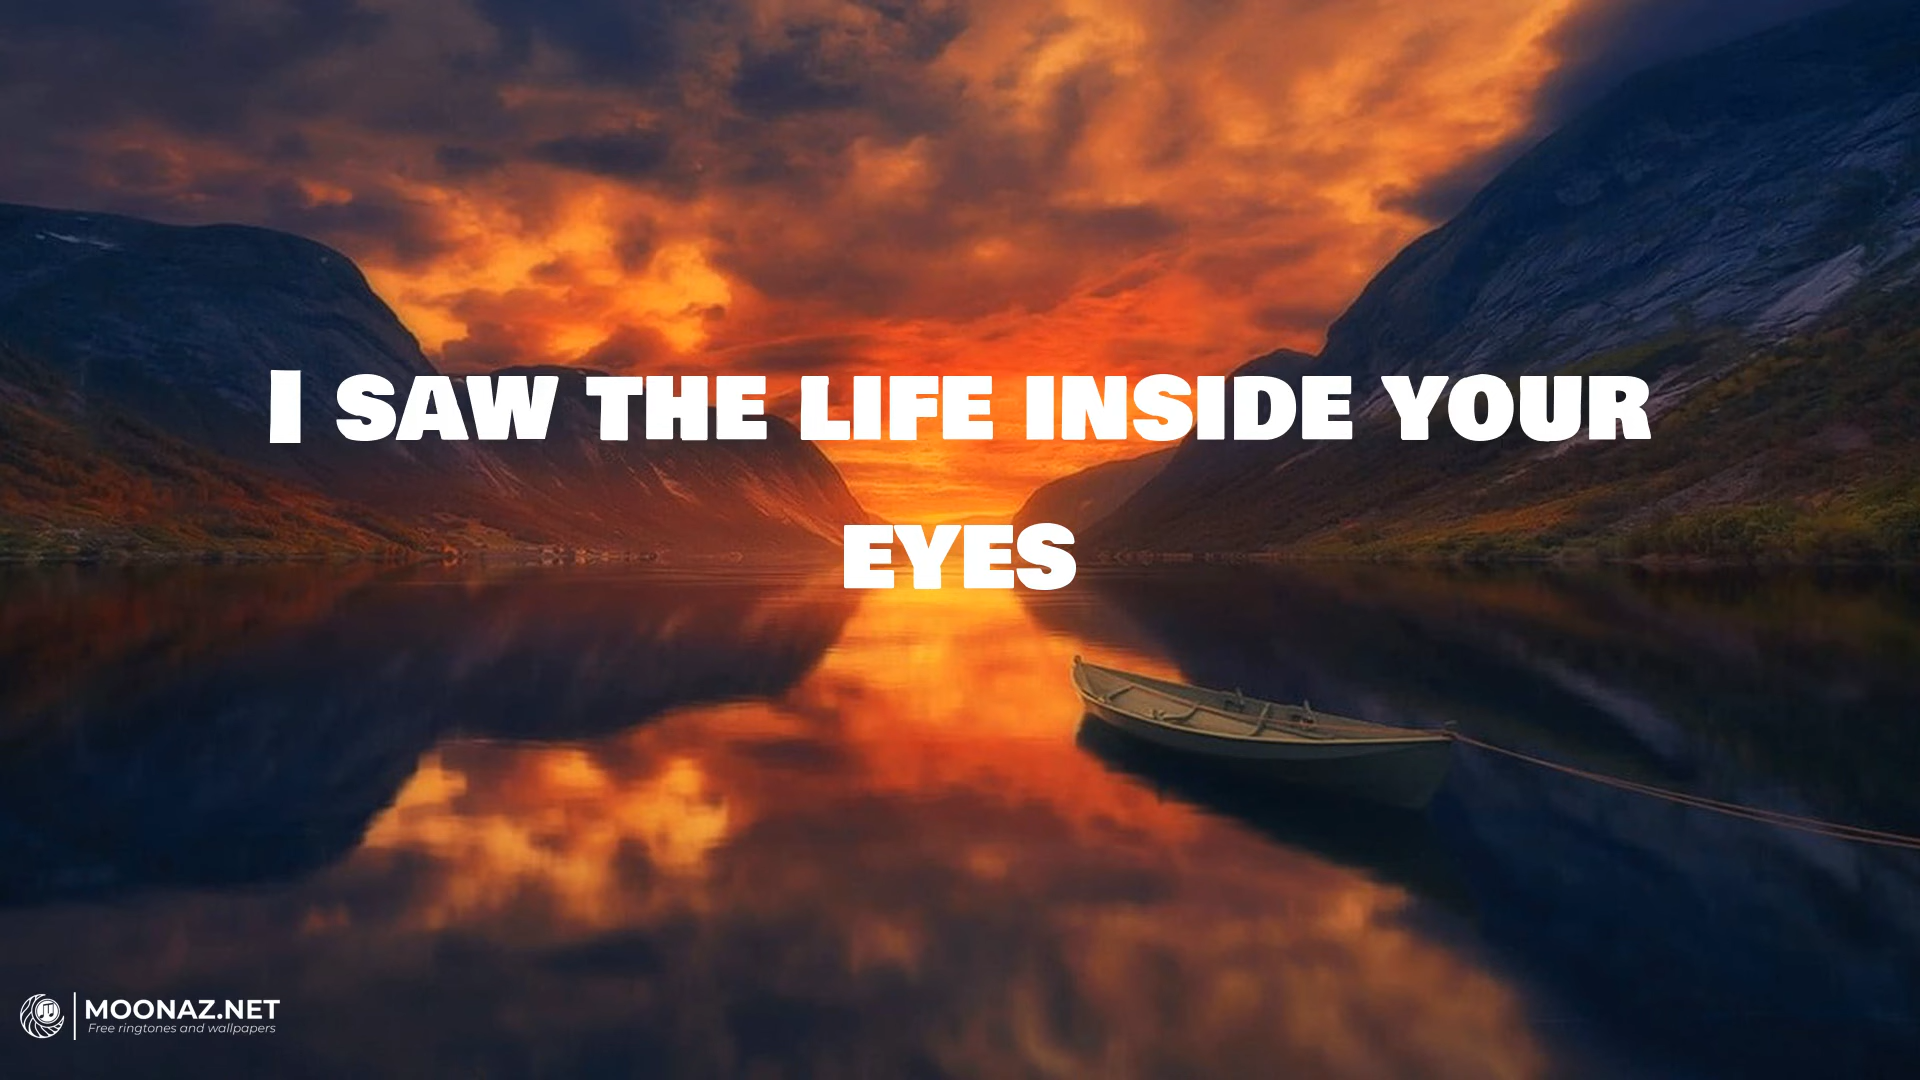 I SAW THE LIFE INSIDE YOUR
EYES
MOONAZ.NET
Free ringtones and wallpapers